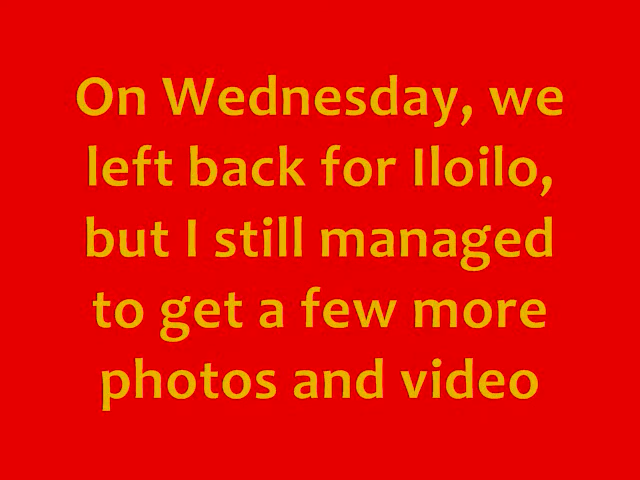 On Wednesday, we
left back for Iloilo,
but I still managed
to get a few more
photos and video